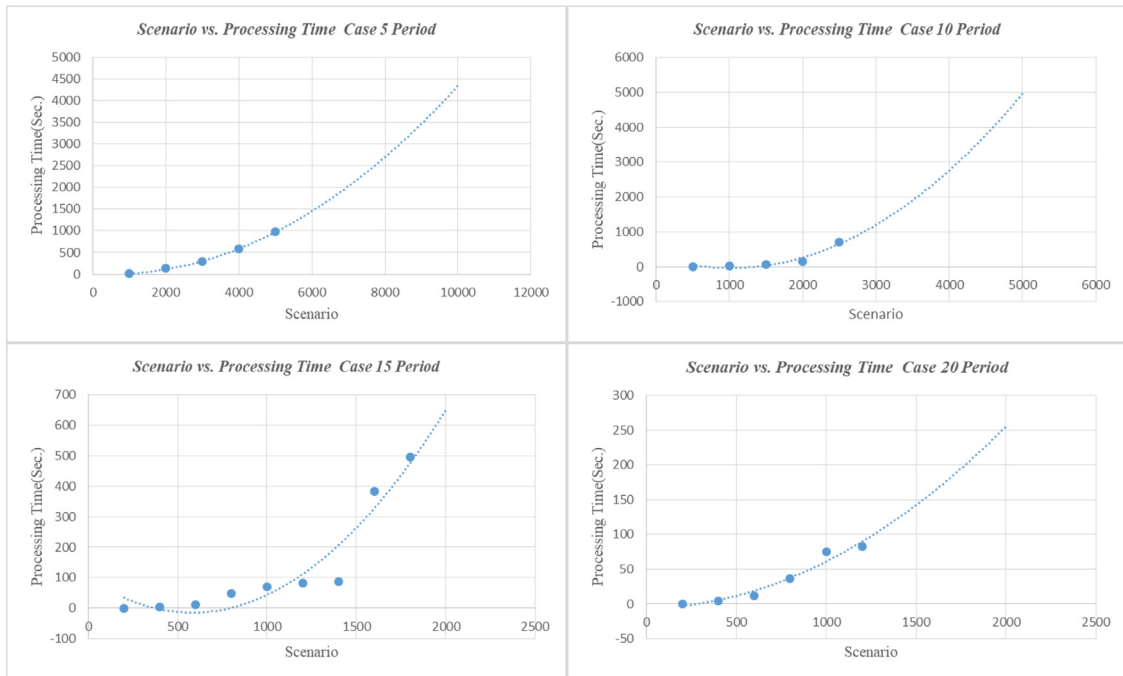 Scenario vs. Processing Time Case 5 Period
5000
4500
4000
3500
3000
2500
2000
1500
1000
500
0
0 2000 4000 6000 8000 10000 12000
Processing Time(Sec.)
Scenario
Scenario vs. Processing Time Case 10 Period
6000
5000
4000
3000
2000
1000
0
-1000
0 1000 2000 3000 4000 5000 6000
Processing Time(Sec.)
Scenario
Scenario vs. Processing Time Case 15 Period
700
600
500
400
300
200
100
0
-100
0 500 1000 1500 2000 2500
Processing Time(Sec.)
Scenario
Scenario vs. Processing Time Case 20 Period
300
250
200
150
100
50
0
-50
0 500 1000 1500 2000 2500
Processing Time(Sec.)
Scenario